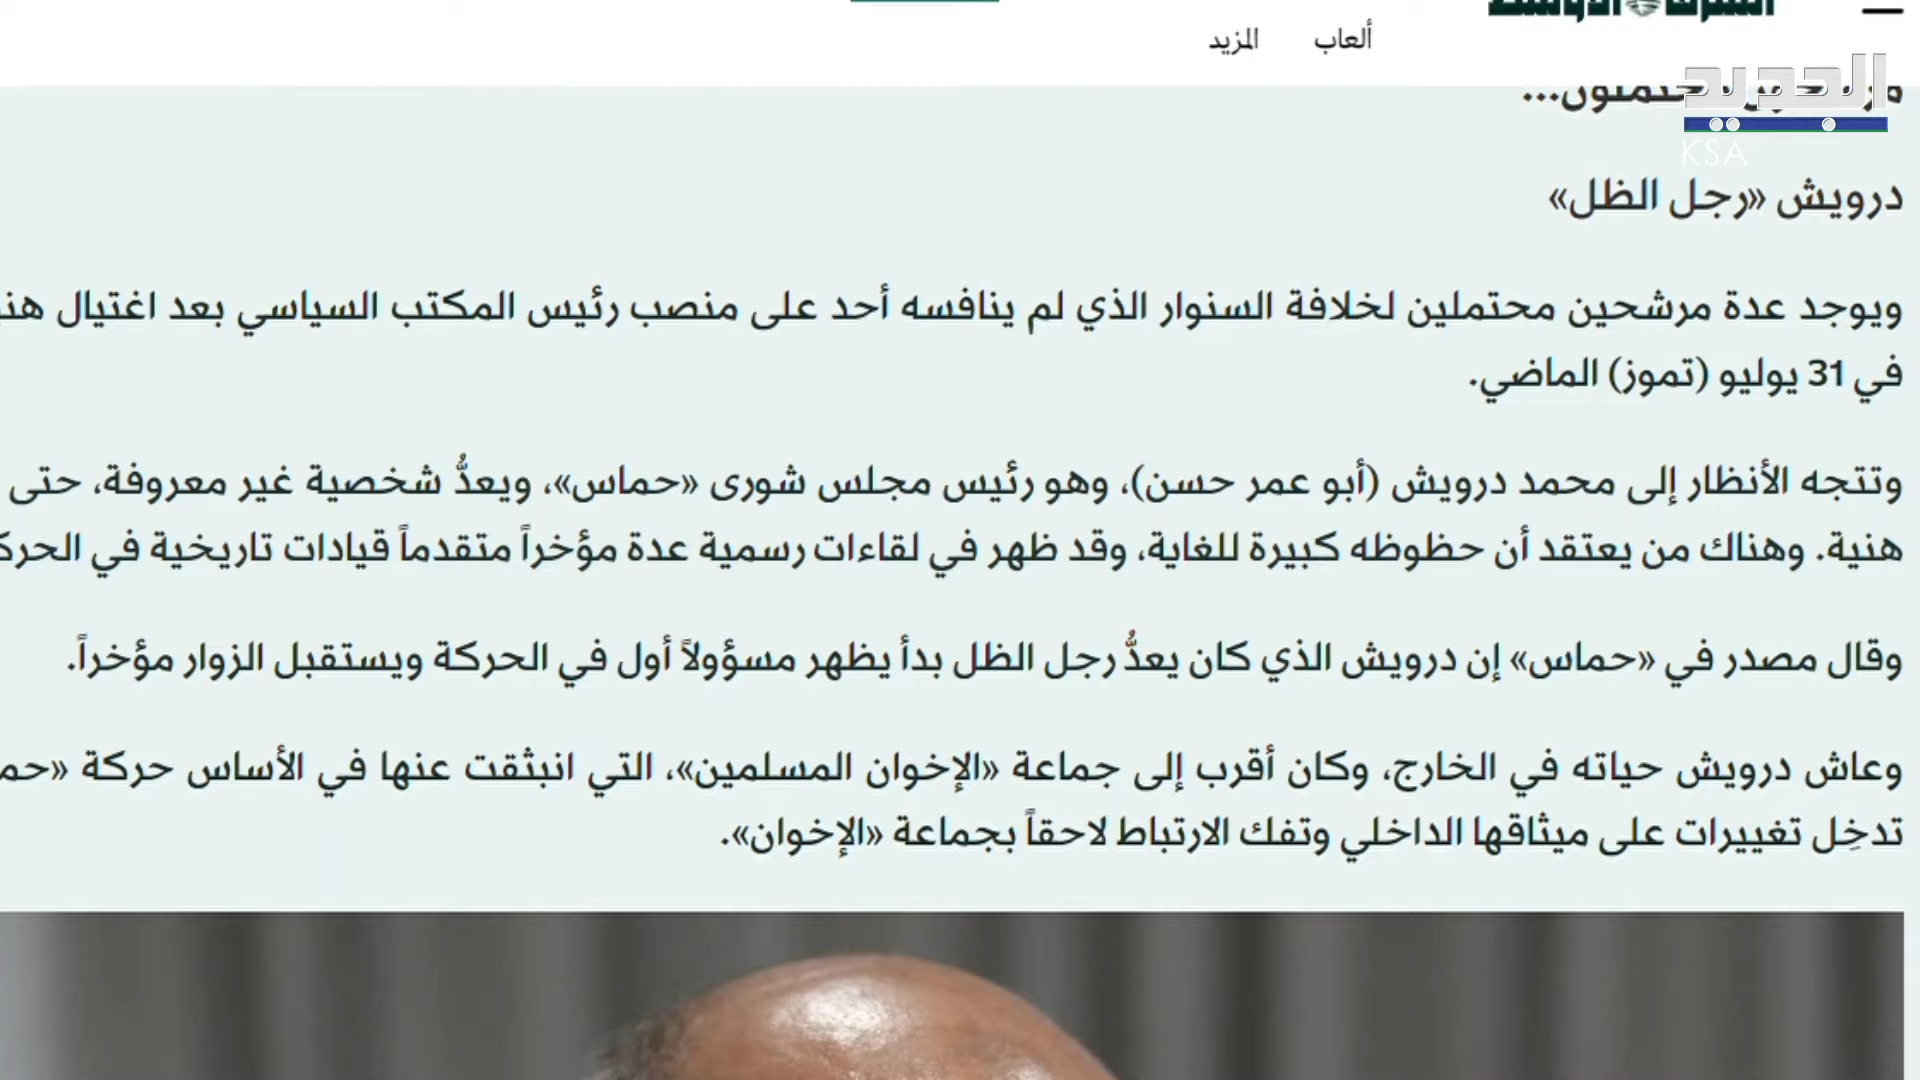 ألعاب
المزيد
الجديد
KSA
درويش «رجل الظل»
ويوجد عدة مرشحين محتملين لخلافة السنوار الذي لم ينافسه أحد على منصب رئيس المكتب السياسي بعد اغتيال
في 31 يوليو (تموز) الماضي.
وتتجه الأنظار إلى محمد درويش (أبو عمر حسن)، وهو رئيس مجلس شورى «حماس»، ويعدُّ شخصية غير معروفة، حتى
هنية. وهناك من يعتقد أن حظوظه كبيرة للغاية، وقد ظهر في لقاءات رسمية عدة مؤخراً متقدماً قيادات تاريخية في
وقال مصدر في «حماس» إن درويش الذي كان يعدُّ رجل الظل بدأ يظهر مسؤولاً أول في الحركة ويستقبل الزوار مؤخراً.
وعاش درويش حياته في الخارج، وكان أقرب إلى جماعة «الإخوان المسلمين»، التي انبثقت عنها في الأساس حركة
تدخِل تغييرات على ميثاقها الداخلي وتفك الارتباط لاحقاً بجماعة «الإخوان».